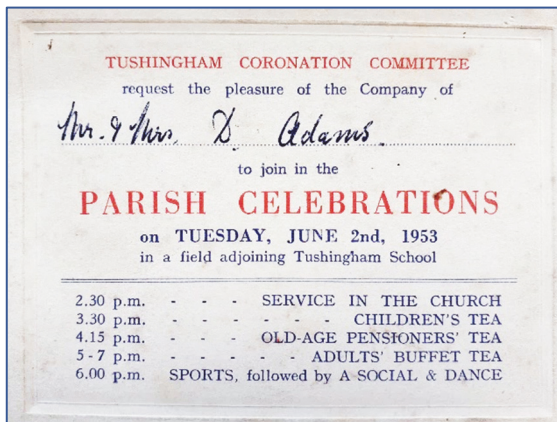 TUSHINGHAM CORONATION COMMITTEE
request the pleasure of the Company of
Mr. & Mrs. D. Adams.
to join in the
PARISH CELEBRATIONS
on TUESDAY, JUNE 2nd, 1953
in a field adjoining Tushingham School
2.30 p.m. - - - SERVICE IN THE CHURCH
3.30 p.m. - - - - - - CHILDREN'S TEA
4.15 p.m. - - - OLD-AGE PENSIONERS' TEA
5-7 p.m. - - - - - ADULTS' BUFFET TEA
6.00 p.m. SPORTS, followed by A SOCIAL & DANCE